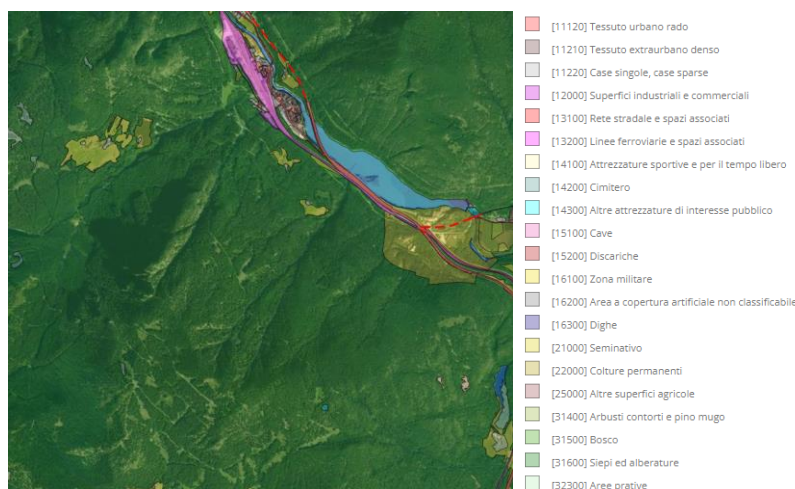 [11120] Tessuto urbano rado
[11210] Tessuto extraurbano denso
[11220] Case singole, case sparse
[12000] Superfici industriali e commerciali
[13100] Rete stradale e spazi associati
[13200] Linee ferroviarie e spazi associati
[14100] Attrezzature sportive e per il tempo libero
[14200] Cimitero
[14300] Altre attrezzature di interesse pubblico
[15100] Cave
[15200] Discariche
[16100] Zona militare
[16200] Area a copertura artificiale non classificabile
[16300] Dighe
[21000] Seminativo
[22000] Colture permanenti
[25000] Altre superfici agricole
[31400] Arbusti contorti e pino mugo
[31500] Bosco
[31600] Siepi ed alberature
[32300] Aree prative